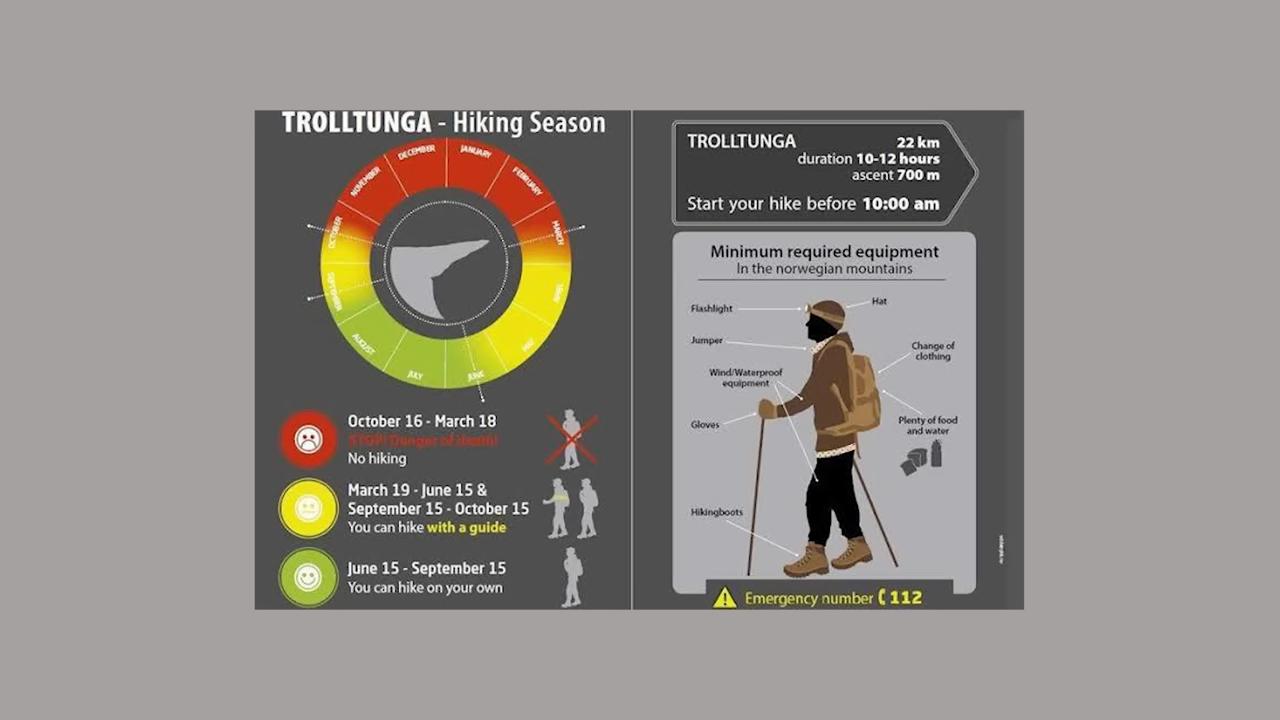 TROLLTUNGA - Hiking Season
DECEMBER
JANUARY
NOVEMBER
FEBRUARY
OCTOBER
MARCH
SEPTEMBER
MAY
AUGUST
JULY
JUNE
October 16 - March 18
STOP! Danger of death!
No hiking
March 19 - June 15 &
September 15 - October 15
You can hike with a guide
June 15 - September 15
You can hike on your own
TROLLTUNGA 22 km
duration 10-12 hours
ascent 700 m
Start your hike before 10:00 am
Minimum required equipment
In the norwegian mountains
Flashlight
Hat
Jumper
Change of
clothing
Wind/Waterproof
equipment
Gloves
Plenty of food
and water
Hikingboots
Emergency number 112